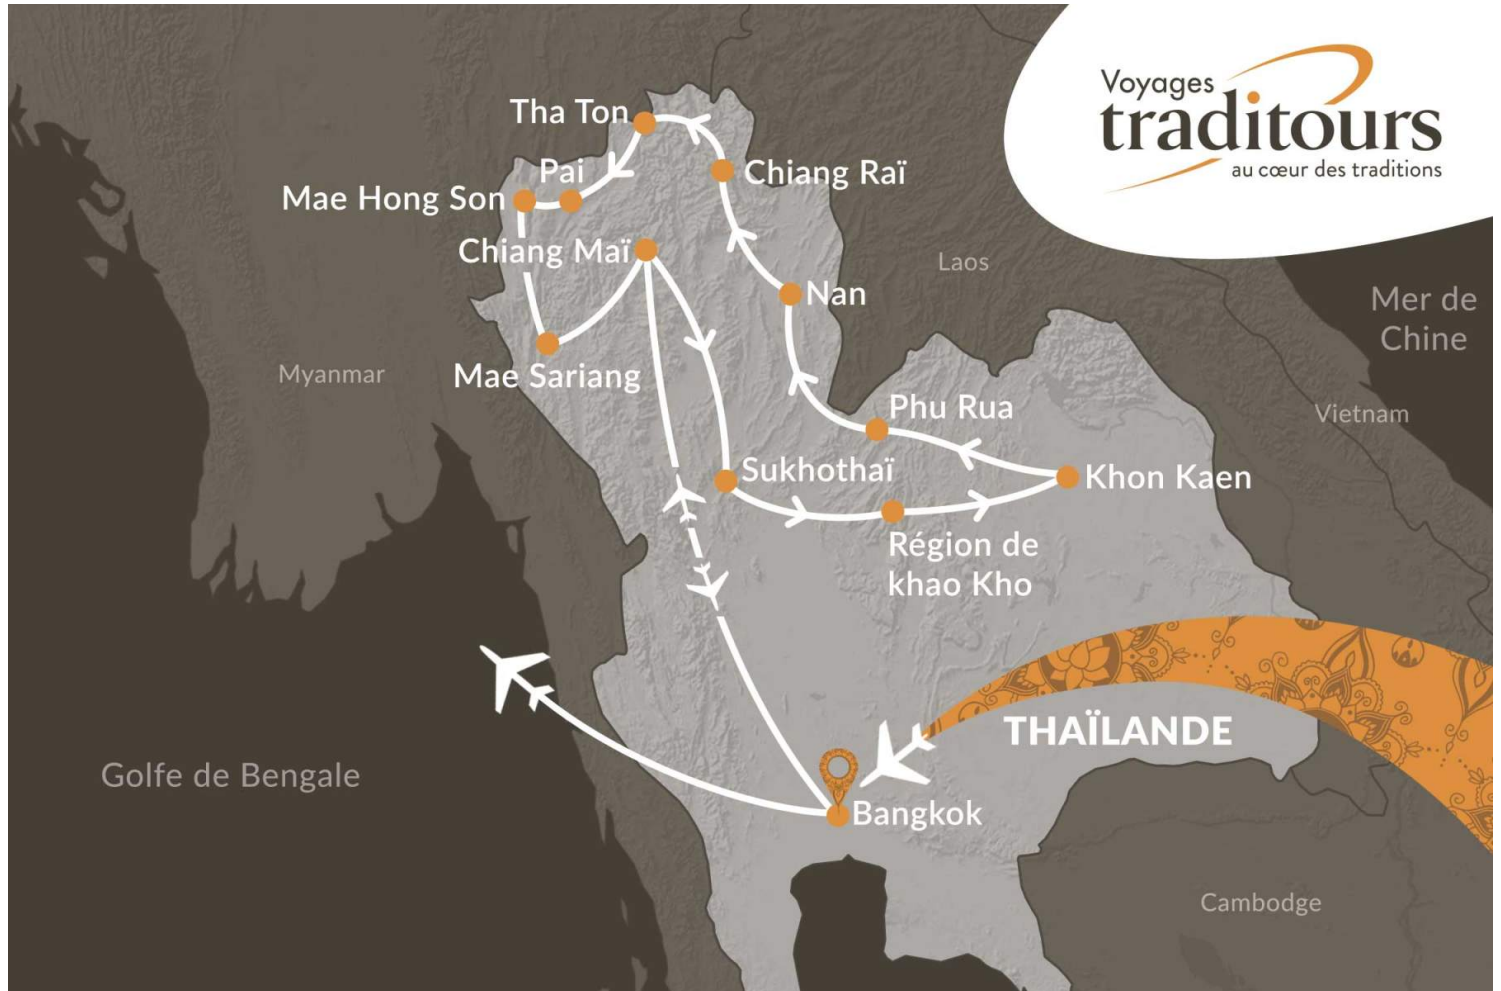 Voyages
traditours
au cœur des traditions
Tha Ton
Pai
Chiang Raï
Mae Hong Son
Chiang Maï
Laos
Nan
Mer de
Chine
Myanmar
Mae Sariang
Phu Rua
Vietnam
Sukhothaï
Khon Kaen
Région de
khao Kho
THAÏLANDE
Golfe de Bengale
Bangkok
Cambodge